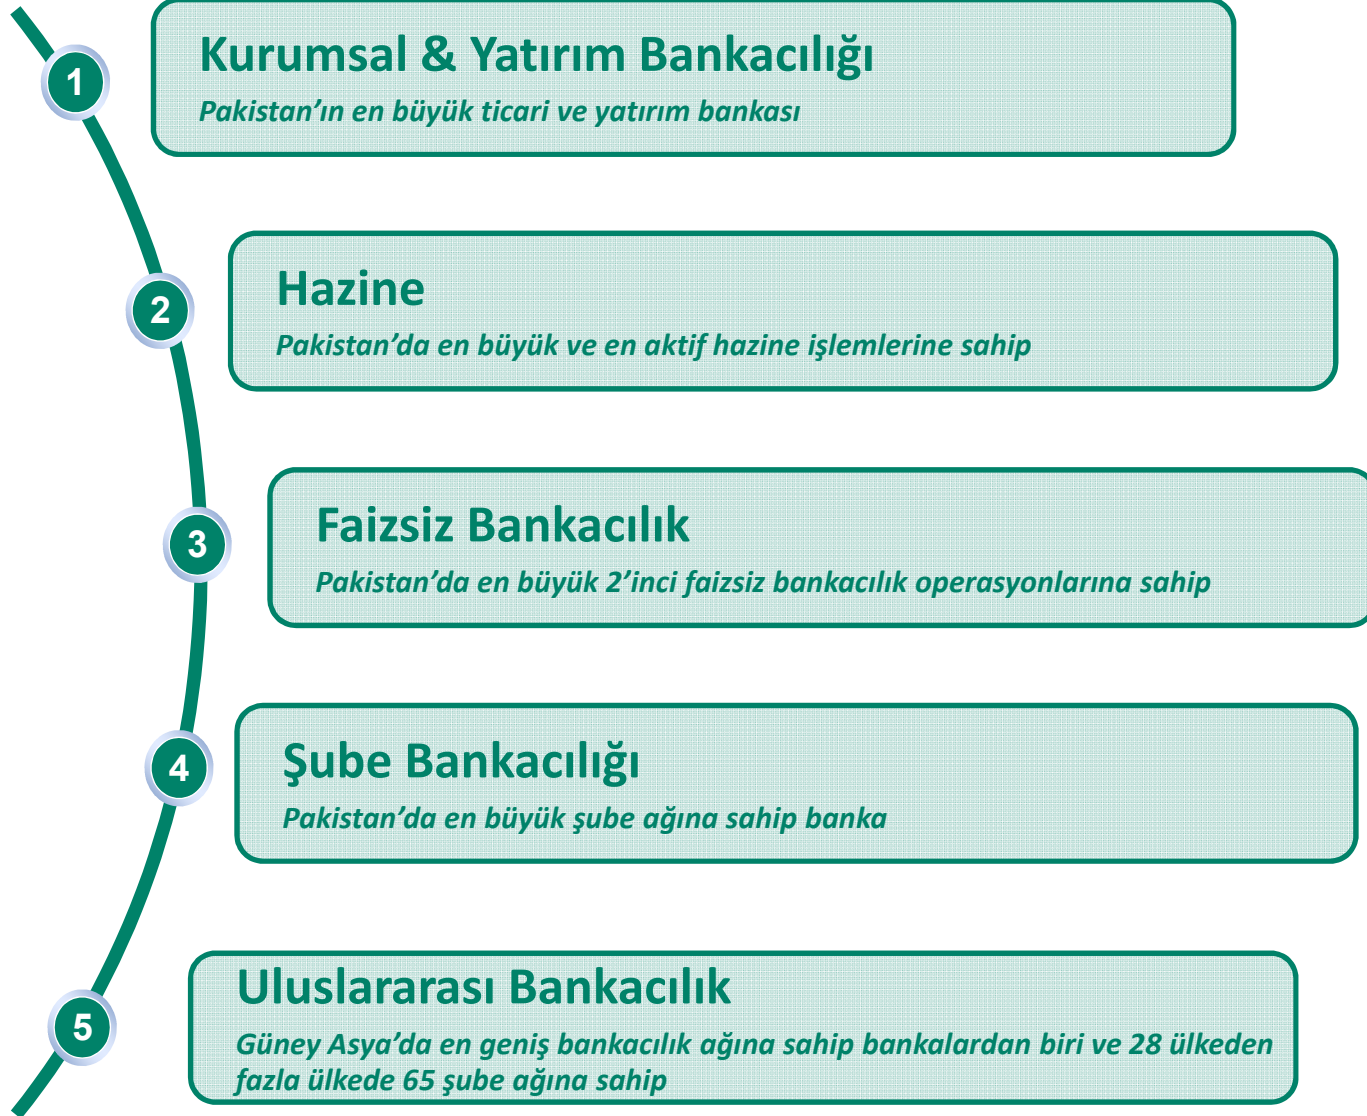 1
Kurumsal & Yatırım Bankacılığı
Pakistan’ın en büyük ticari ve yatırım bankası
2
Hazine
Pakistan’da en büyük ve en aktif hazine işlemlerine sahip
3
Faizsiz Bankacılık
Pakistan’da en büyük 2’inci faizsiz bankacılık operasyonlarına sahip
4
Şube Bankacılığı
Pakistan’da en büyük şube ağına sahip banka
5
Uluslararası Bankacılık
Güney Asya’da en geniş bankacılık ağına sahip bankalardan biri ve 28 ülkeden
fazla ülkede 65 şube ağına sahip